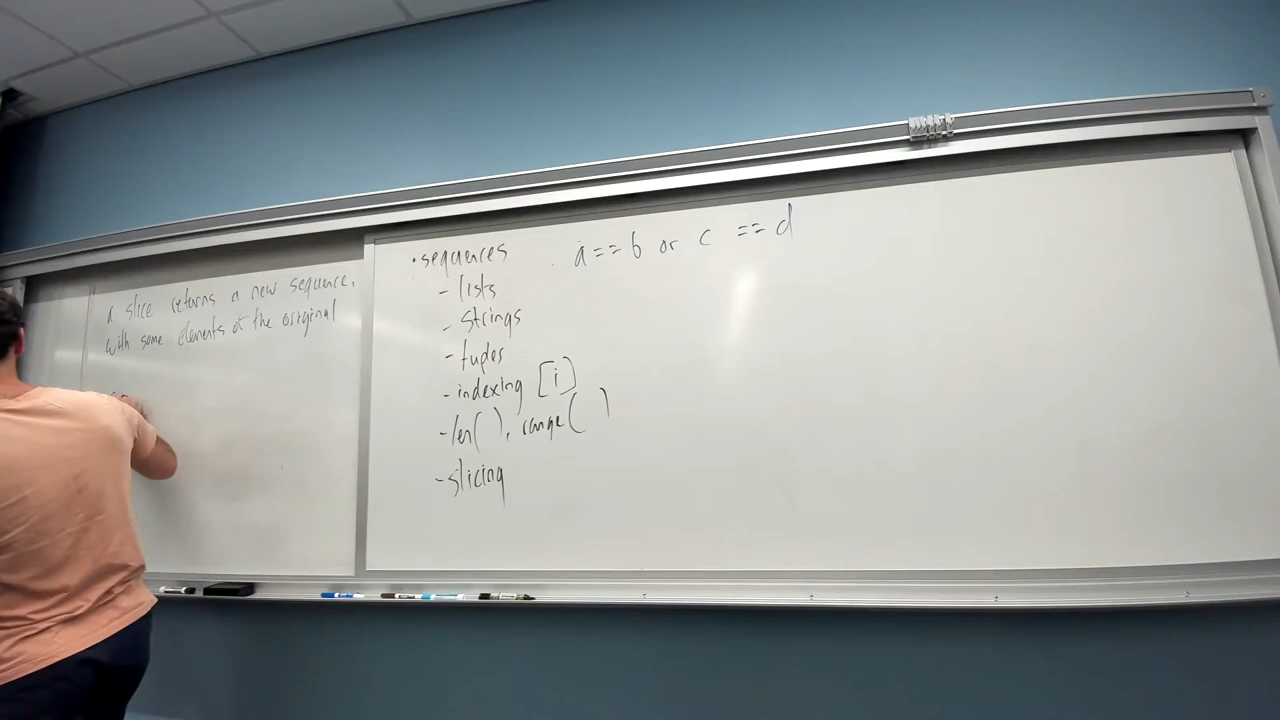 a slice returns a new sequence,
with some elements of the original
• sequences
- lists
- strings
- tuples
- indexing [i]
- len( ), range( )
- slicing
a == b or c == d